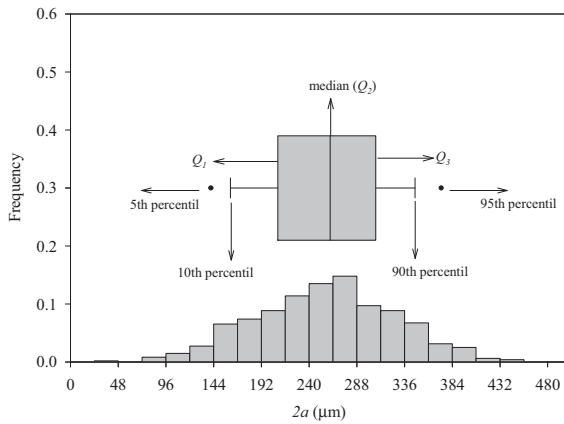 0.6
0.5
median (Q2)
0.4
Q1
Q3
Frequency
0.3
5th percentil
95th percentil
0.2
10th percentil
90th percentil
0.1
0.0
0 48 96 144 192 240 288 336 384 432 480
2a (μm)